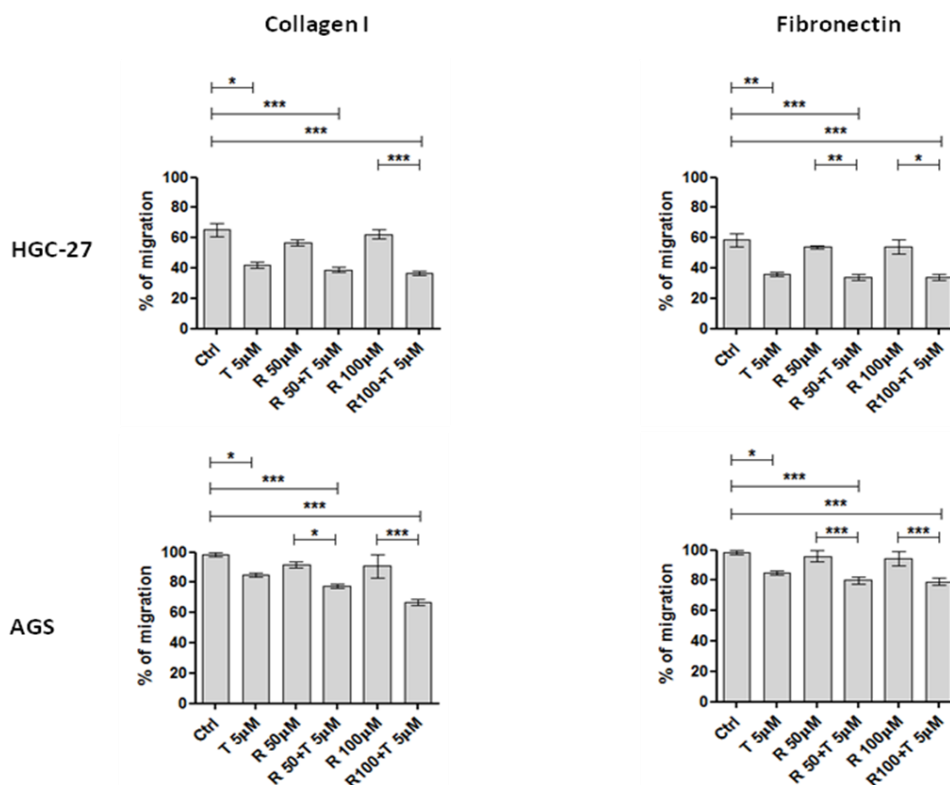 Collagen I
Fibronectin
HGC-27
*
***
***
***
% of migration
100
80
60
40
20
0
Ctrl
T 5µM
R 50µM
R 50+T 5µM
R 100µM
R100+T 5µM
**
***
***
**
*
% of migration
100
80
60
40
20
0
Ctrl
T 5µM
R 50µM
R 50+T 5µM
R 100µM
R100+T 5µM
AGS
*
***
***
*
***
% of migration
100
80
60
40
20
0
Ctrl
T 5µM
R 50µM
R 50+T 5µM
R 100µM
R100+T 5µM
*
***
***
***
***
% of migration
100
80
60
40
20
0
Ctrl
T 5µM
R 50µM
R 50+T 5µM
R 100µM
R100+T 5µM